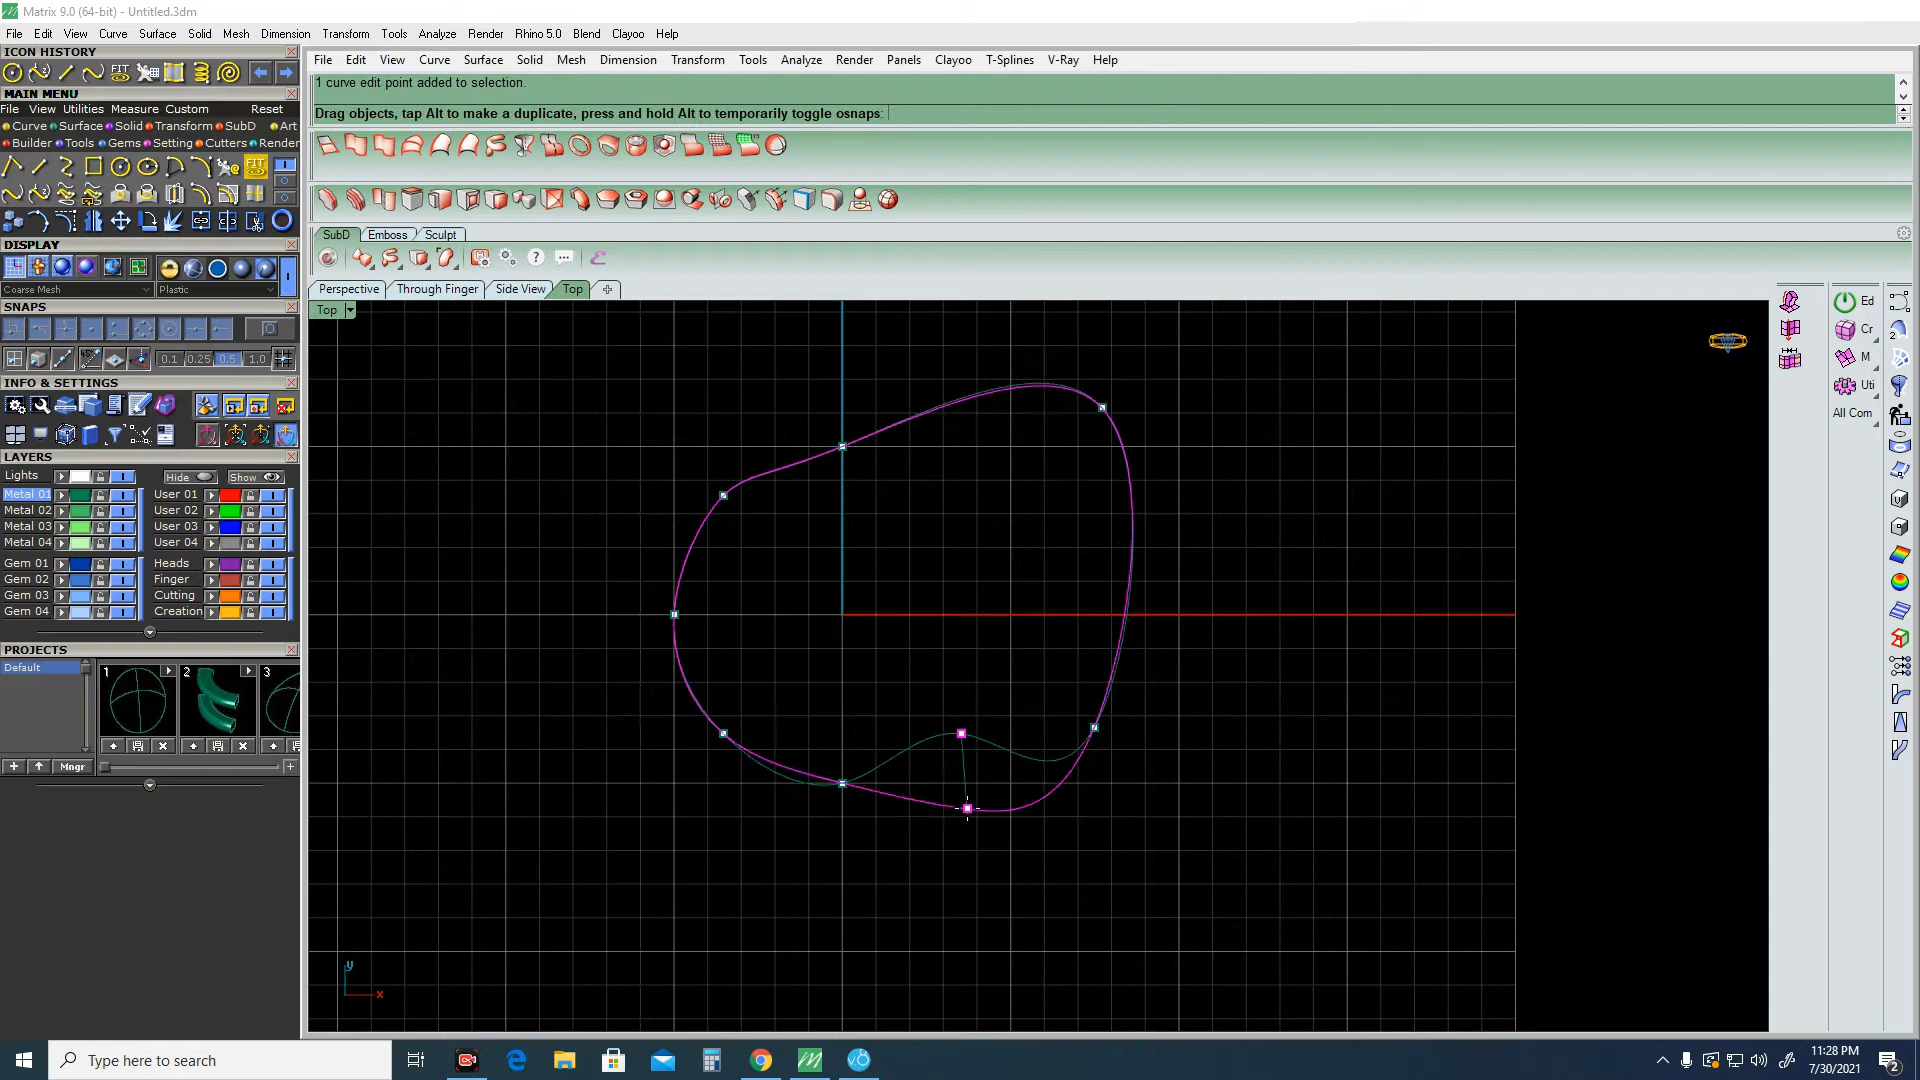 Matrix 9.0 (64-bit) - Untitled.3dm
File Edit View Curve Surface Solid Mesh Dimension Transform Tools Analyze Render Rhino 5.0 Blend Clayoo Help
ICON HISTORY
FIT
MAIN MENU
File View Utilities Measure Custom Reset
Curve Surface Solid Transform SubD Art
Builder Tools Gems Setting Cutters Render
FIT
DISPLAY
Coarse Mesh Plastic
SNAPS
0.1 0.25 0.5 1.0
INFO & SETTINGS
LAYERS
Lights Hide Show
Metal 01 User 01
Metal 02 User 02
Metal 03 User 03
Metal 04 User 04
Gem 01 Heads
Gem 02 Finger
Gem 03 Cutting
Gem 04 Creation
PROJECTS
Default 1 2 3
Mngr
File Edit View Curve Surface Solid Mesh Dimension Transform Tools Analyze Render Panels Clayoo T-Splines V-Ray Help
1 curve edit point added to selection.
Drag objects, tap Alt to make a duplicate, press and hold Alt to temporarily toggle osnaps:
SubD Emboss Sculpt
Perspective Through Finger Side View Top
Top
y
x
Ed
Cr
M
Uti
All Com
2
Type here to search
11:28 PM
7/30/2021
2